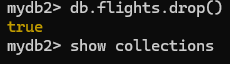 mydb2> db.flights.drop()
true
mydb2> show collections